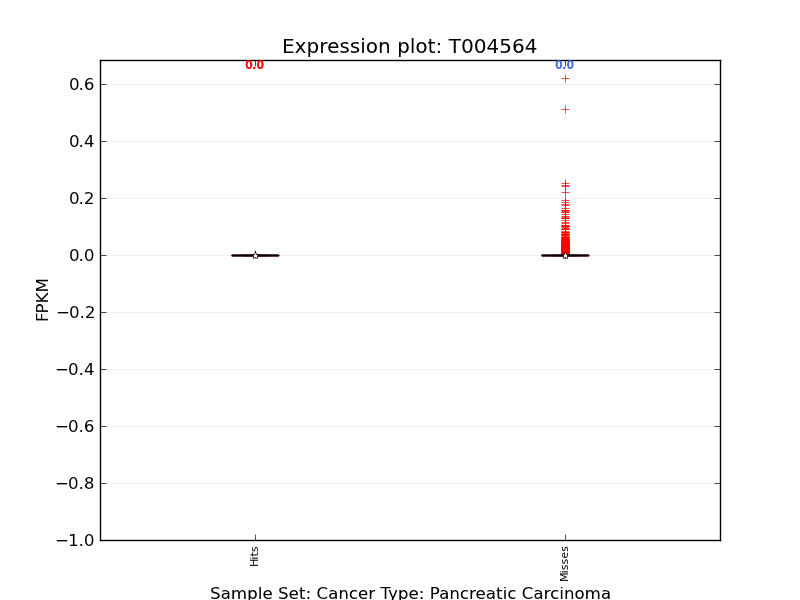 Expression plot: T004564
0.0 0.0
0.6
0.4
0.2
0.0
−0.2
−0.4
−0.6
−0.8
−1.0
FPKM
Hits
Misses
Sample Set: Cancer Type: Pancreatic Carcinoma